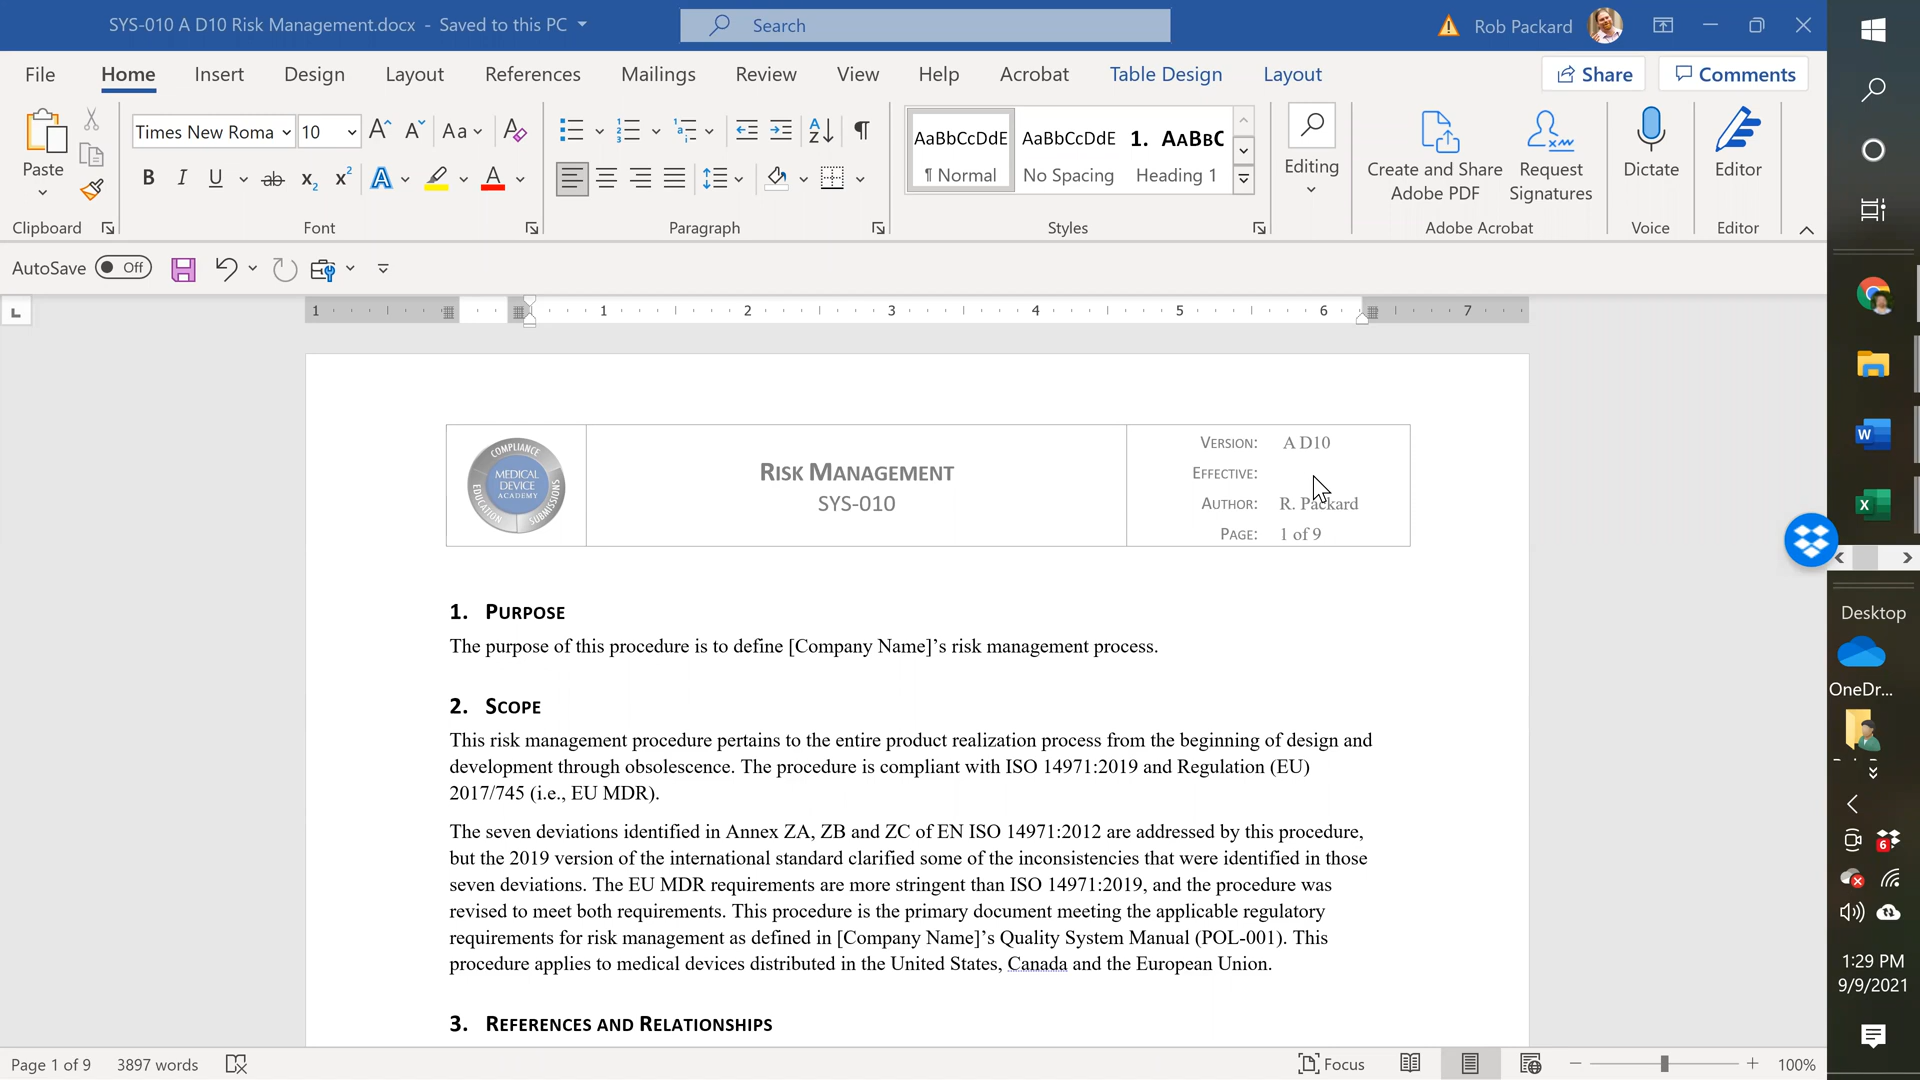 SYS-010 A D10 Risk Management.docx - Saved to this PC
Search
Rob Packard
File Home Insert Design Layout References Mailings Review View Help Acrobat Table Design Layout
Share Comments
Times New Roma 10
Paste
AaBbCcDdE AaBbCcDdE 1. AABBC
¶ Normal No Spacing Heading 1
Editing
Create and Share Adobe PDF
Request Signatures
Dictate
Editor
Clipboard Font Paragraph Styles Adobe Acrobat Voice Editor
AutoSave Off
1 1 2 3 4 5 6 7
COMPLIANCE
MEDICAL
DEVICE
ACADEMY
EDUCATION
SUBMISSIONS
RISK MANAGEMENT
SYS-010
VERSION: A D10
EFFECTIVE:
AUTHOR: R. Packard
PAGE: 1 of 9
1. PURPOSE
The purpose of this procedure is to define [Company Name]’s risk management process.
2. SCOPE
This risk management procedure pertains to the entire product realization process from the beginning of design and
development through obsolescence. The procedure is compliant with ISO 14971:2019 and Regulation (EU)
2017/745 (i.e., EU MDR).
The seven deviations identified in Annex ZA, ZB and ZC of EN ISO 14971:2012 are addressed by this procedure,
but the 2019 version of the international standard clarified some of the inconsistencies that were identified in those
seven deviations. The EU MDR requirements are more stringent than ISO 14971:2019, and the procedure was
revised to meet both requirements. This procedure is the primary document meeting the applicable regulatory
requirements for risk management as defined in [Company Name]’s Quality System Manual (POL-001). This
procedure applies to medical devices distributed in the United States, Canada and the European Union.
3. REFERENCES AND RELATIONSHIPS
Page 1 of 9 3897 words
Focus
100%
Desktop
OneDr...
6
1:29 PM
9/9/2021